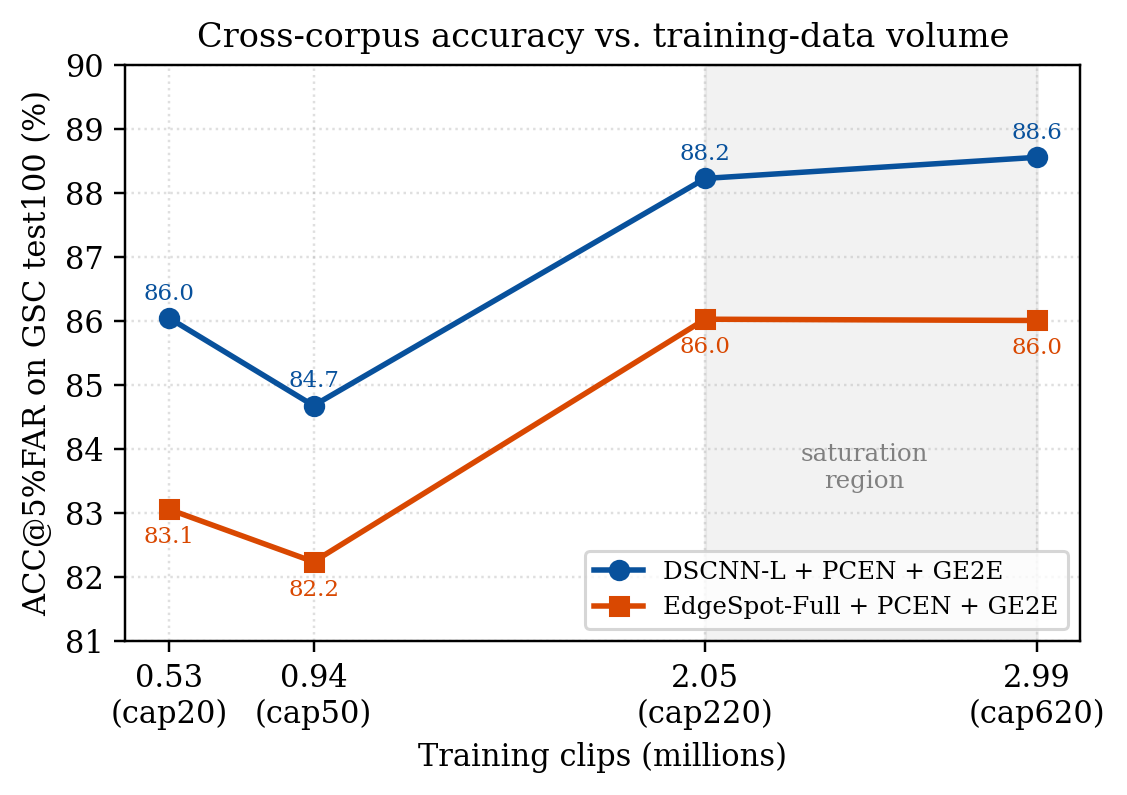 Cross-corpus accuracy vs. training-data volume
ACC@5%FAR on GSC test100 (%)
90
89
88
87
86
85
84
83
82
81
86.0
84.7
88.2
88.6
83.1
82.2
86.0
86.0
saturation
region
DSCNN-L + PCEN + GE2E
EdgeSpot-Full + PCEN + GE2E
0.53 0.94 2.05 2.99
(cap20) (cap50) (cap220) (cap620)
Training clips (millions)